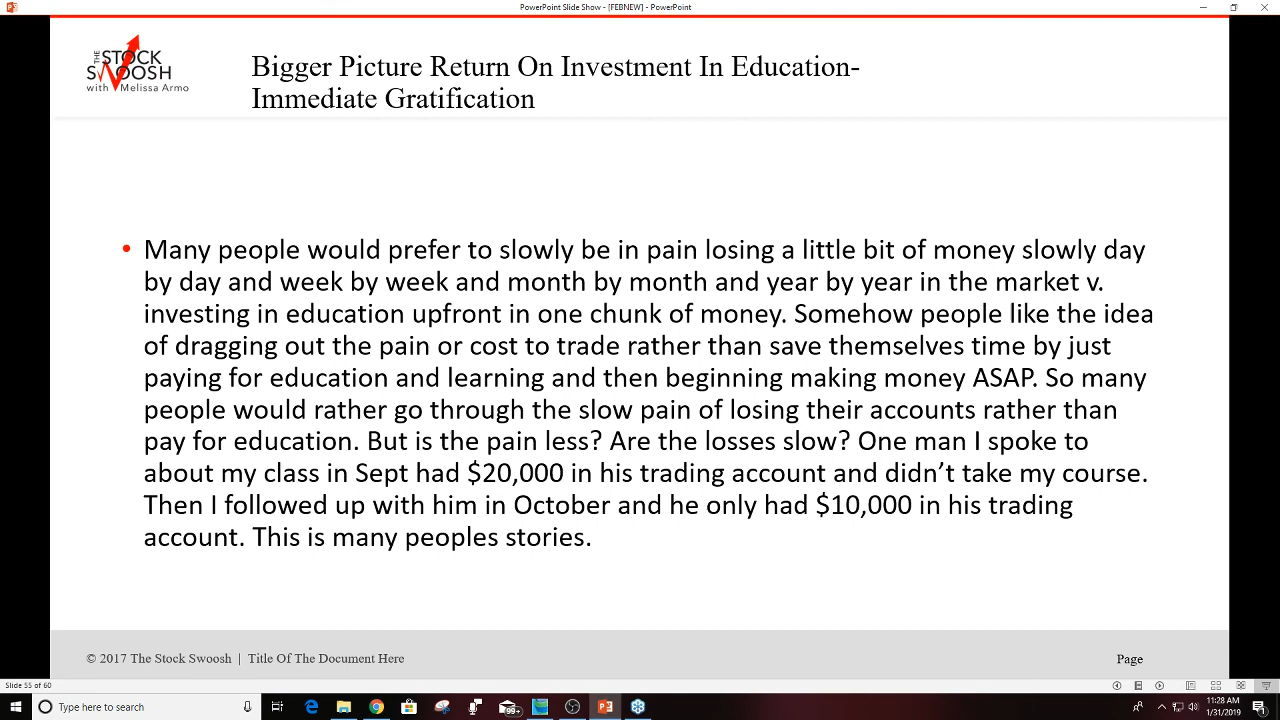 PowerPoint Slide Show - [FEBNEW] - PowerPoint
THE
STOCK
SWOOSH
with Melissa Armo
Bigger Picture Return On Investment In Education-
Immediate Gratification
• Many people would prefer to slowly be in pain losing a little bit of money slowly day
by day and week by week and month by month and year by year in the market v.
investing in education upfront in one chunk of money. Somehow people like the idea
of dragging out the pain or cost to trade rather than save themselves time by just
paying for education and learning and then beginning making money ASAP. So many
people would rather go through the slow pain of losing their accounts rather than
pay for education. But is the pain less? Are the losses slow? One man I spoke to
about my class in Sept had $20,000 in his trading account and didn’t take my course.
Then I followed up with him in October and he only had $10,000 in his trading
account. This is many peoples stories.
© 2017 The Stock Swoosh | Title Of The Document Here
Page
Slide 55 of 60
Type here to search
99+
11:28 AM
1/31/2019
1